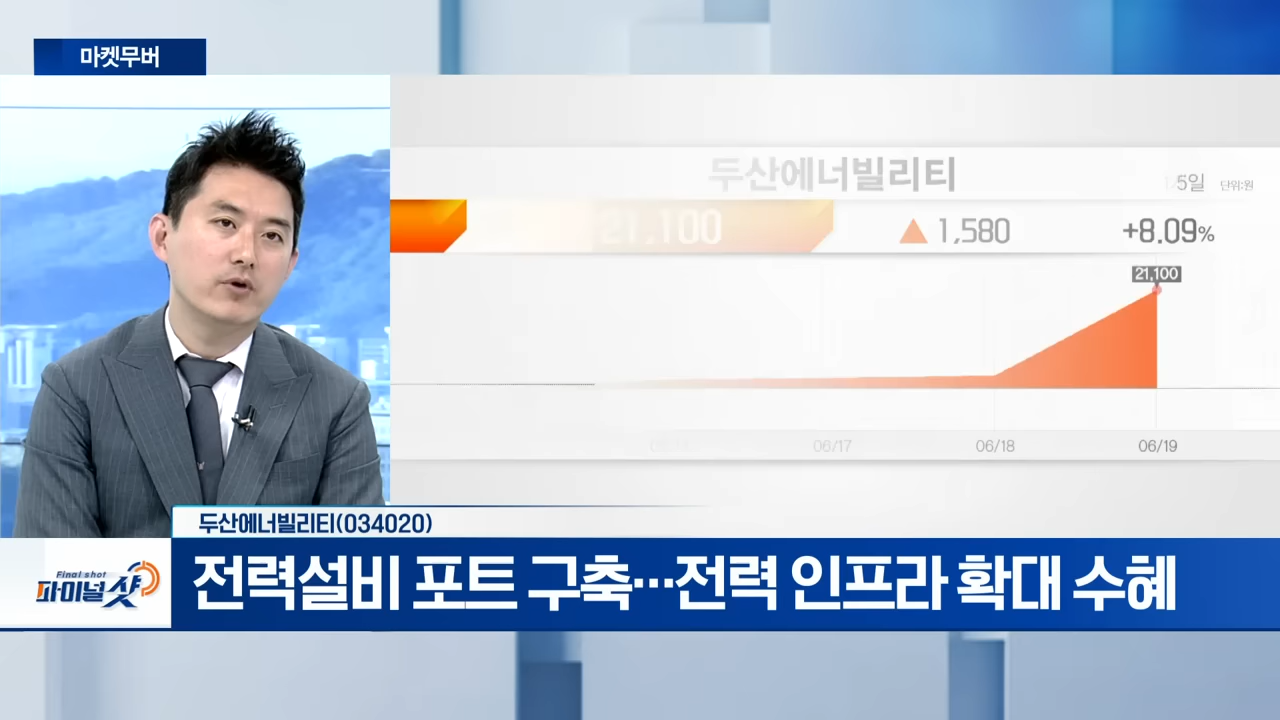 마켓무버
두산에너빌리티
5일 단위:원
21,100 ▲ 1,580 +8.09%
21,100
06/17 06/18 06/19
두산에너빌리티(034020)
Final shot
파이널샷
전력설비 포트 구축…전력 인프라 확대 수혜